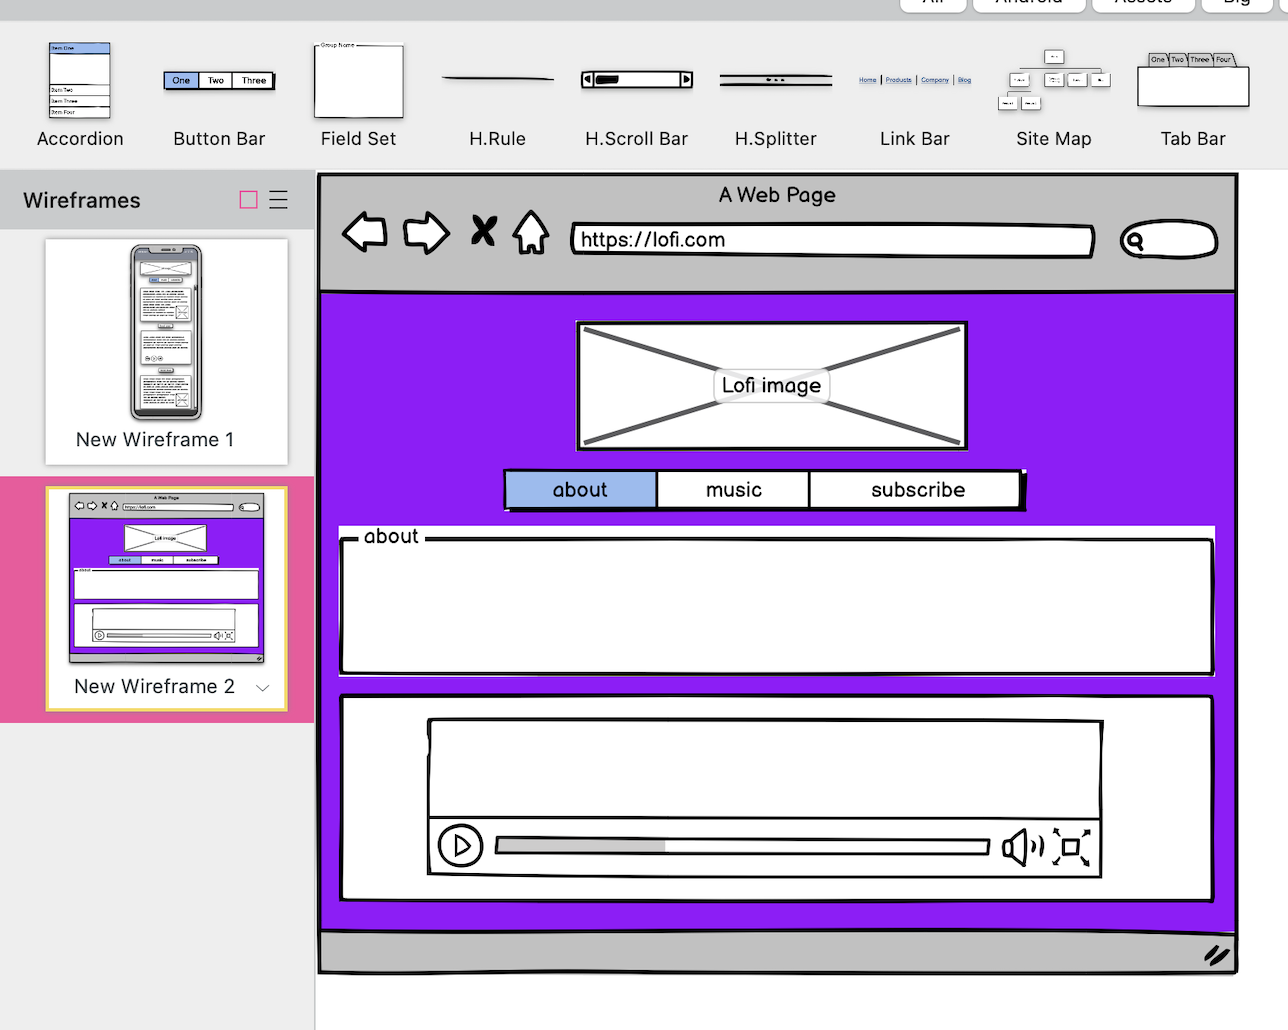 All
Android
Assets
Big
Item One
Item Two
Item Three
Item Four
One Two Three
Group Name
Home Products Company Blog
One Two Three Four
Accordion
Button Bar
Field Set
H.Rule
H.Scroll Bar
H.Splitter
Link Bar
Site Map
Tab Bar
Wireframes
New Wireframe 1
A Web Page
https://lofi.com
Lofi image
about music subscribe
about
New Wireframe 2
A Web Page
https://lofi.com
Lofi image
about music subscribe
about